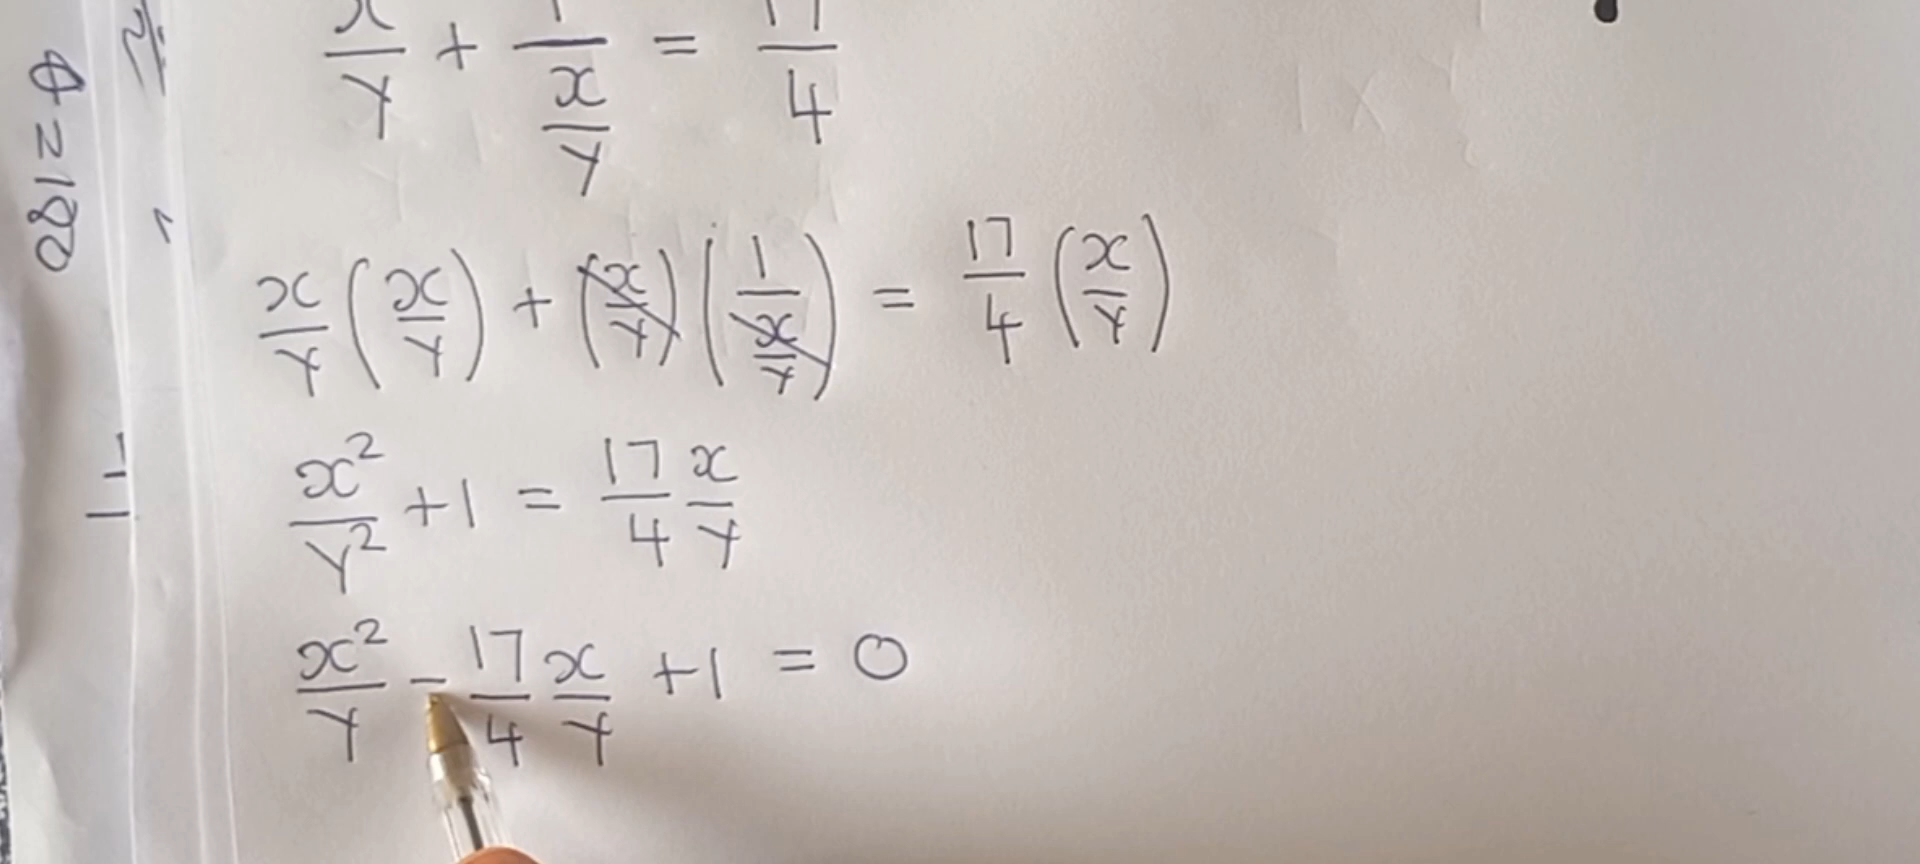 x/y + 1/(x/y) = 17/4
x/y (x/y) + (x/y) (1/(x/y)) = 17/4 (x/y)
x²/y² + 1 = 17/4 x/y
x²/y - 17/4 x/y + 1 = 0